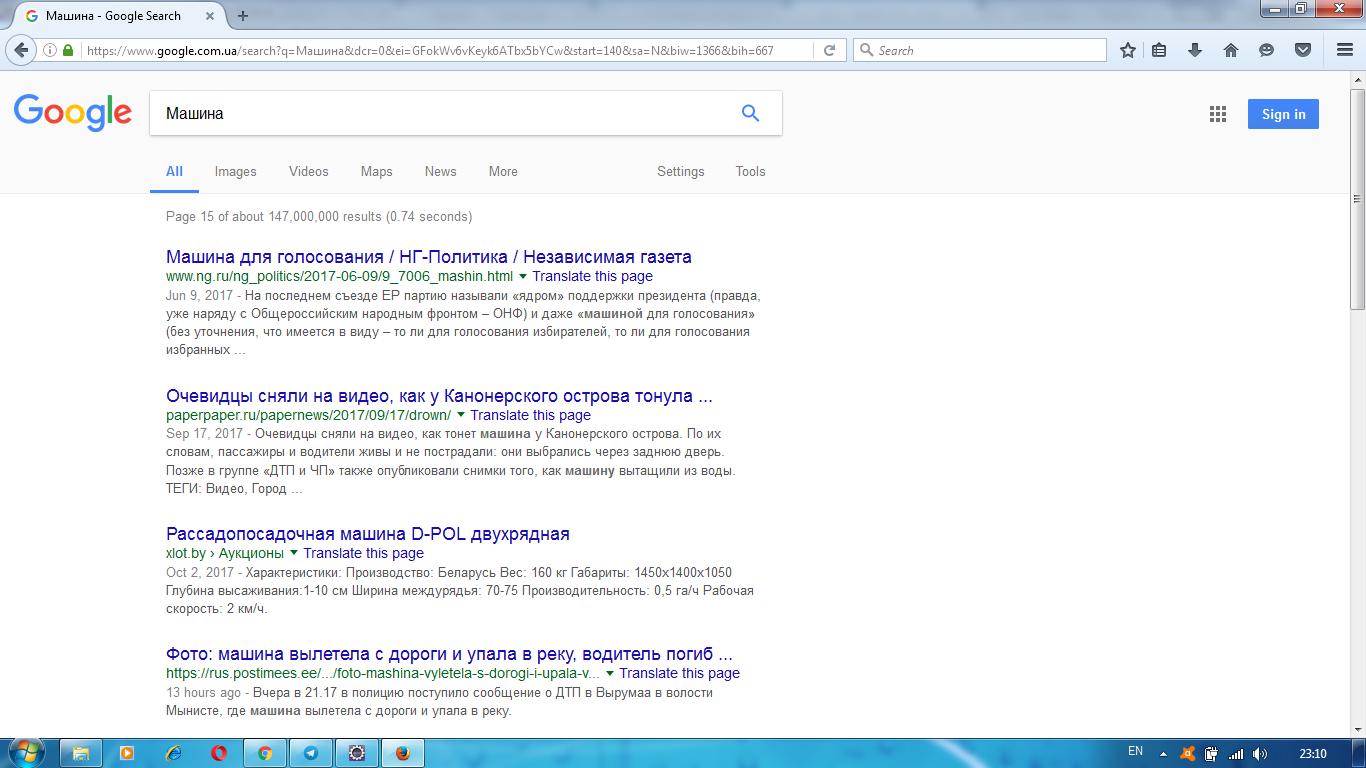 Машина - Google Search
https://www.google.com.ua/search?q=Машина&dcr=0&ei=GFokWv6vKeyk6ATbx5bYCw&start=140&sa=N&biw=1366&bih=667
Search
Google
Машина
Sign in
All Images Videos Maps News More Settings Tools
Page 15 of about 147,000,000 results (0.74 seconds)
Машина для голосования / НГ-Политика / Независимая газета
www.ng.ru/ng_politics/2017-06-09/9_7006_mashin.html Translate this page
Jun 9, 2017 - На последнем съезде ЕР партию называли «ядром» поддержки президента (правда,
уже наряду с Общероссийским народным фронтом – ОНФ) и даже «машиной для голосования»
(без уточнения, что имеется в виду – то ли для голосования избирателей, то ли для голосования
избранных ...
Очевидцы сняли на видео, как у Канонерского острова тонула ...
paperpaper.ru/papernews/2017/09/17/drown/ Translate this page
Sep 17, 2017 - Очевидцы сняли на видео, как тонет машина у Канонерского острова. По их
словам, пассажиры и водители живы и не пострадали: они выбрались через заднюю дверь.
Позже в группе «ДТП и ЧП» также опубликовали снимки того, как машину вытащили из воды.
ТЕГИ: Видео, Город ...
Рассадопосадочная машина D-POL двухрядная
xlot.by › Аукционы Translate this page
Oct 2, 2017 - Характеристики: Производство: Беларусь Вес: 160 кг Габариты: 1450х1400х1050
Глубина высаживания:1-10 см Ширина междурядья: 70-75 Производительность: 0,5 га/ч Рабочая
скорость: 2 км/ч.
Фото: машина вылетела с дороги и упала в реку, водитель погиб ...
https://rus.postimees.ee/.../foto-mashina-vyletela-s-dorogi-i-upala-v... Translate this page
13 hours ago - Вчера в 21.17 в полицию поступило сообщение о ДТП в Вырумаа в волости
Мынисте, где машина вылетела с дороги и упала в реку.
EN 23:10